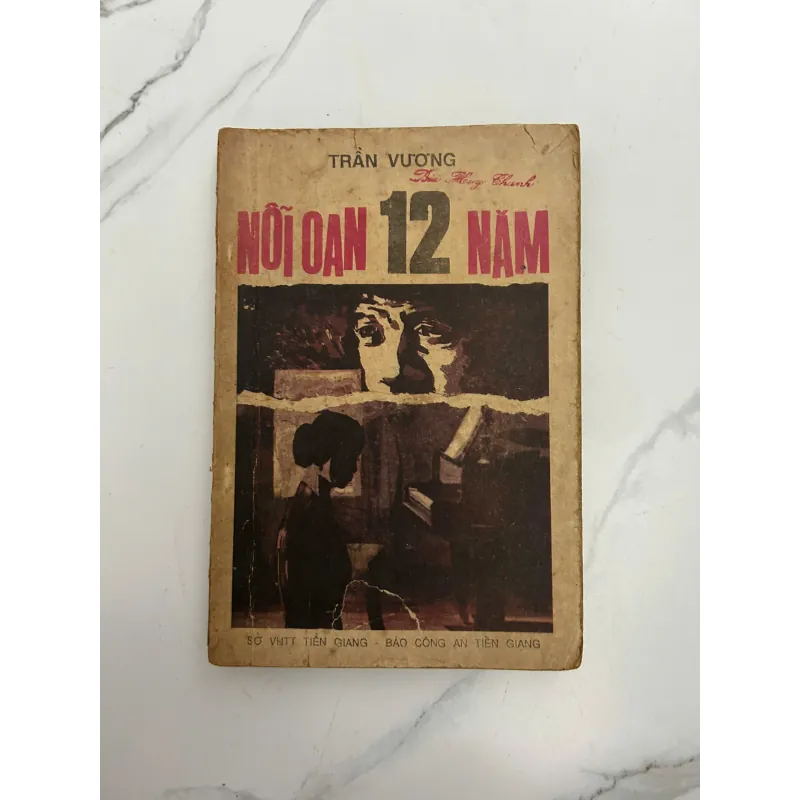 TRẦN VƯƠNG
NỖI OAN 12 NĂM
SỞ VHTT TIỀN GIANG - BÁO CÔNG AN TIỀN GIANG